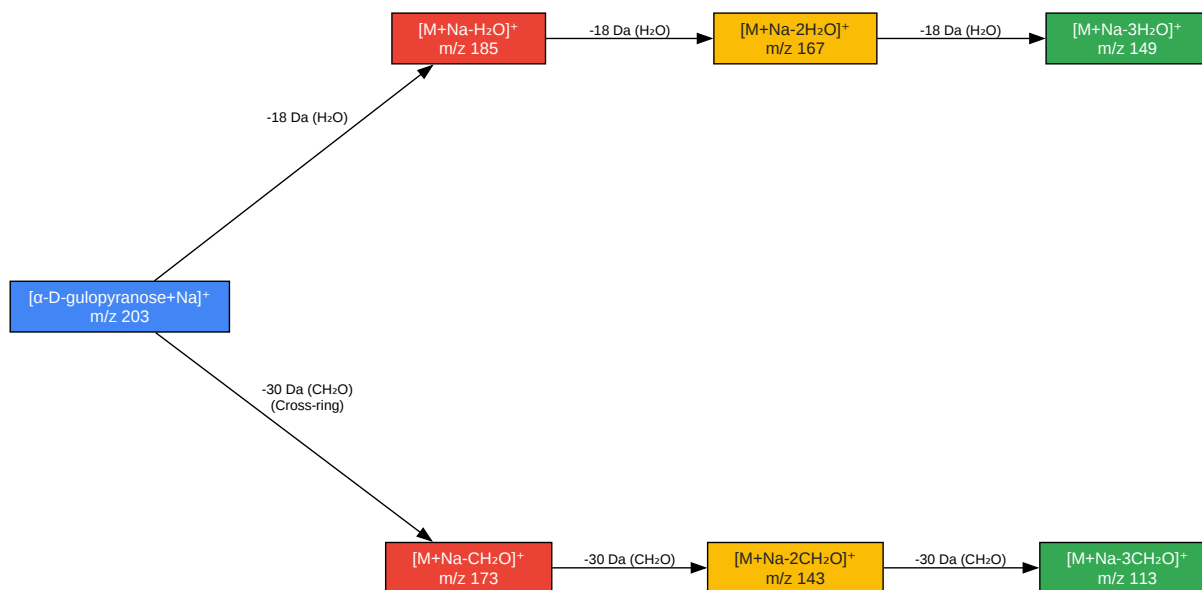 [M+Na-H₂O]⁺
m/z 185
-18 Da (H₂O)
[M+Na-2H₂O]⁺
m/z 167
-18 Da (H₂O)
[M+Na-3H₂O]⁺
m/z 149
-18 Da (H₂O)
[α-D-gulopyranose+Na]⁺
m/z 203
-30 Da (CH₂O)
(Cross-ring)
[M+Na-CH₂O]⁺
m/z 173
-30 Da (CH₂O)
[M+Na-2CH₂O]⁺
m/z 143
-30 Da (CH₂O)
[M+Na-3CH₂O]⁺
m/z 113